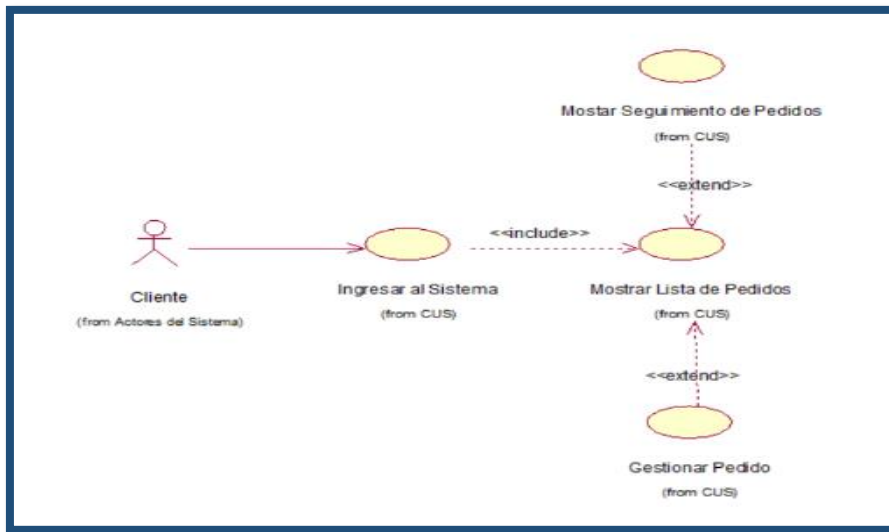 Mostar Seguimiento de Pedidos
(from CUS)
<<extend>>
<<include>>
Cliente
(from Actores del Sistema)
Ingresar al Sistema
(from CUS)
Mostrar Lista de Pedidos
(from CUS)
<<extend>>
Gestionar Pedido
(from CUS)